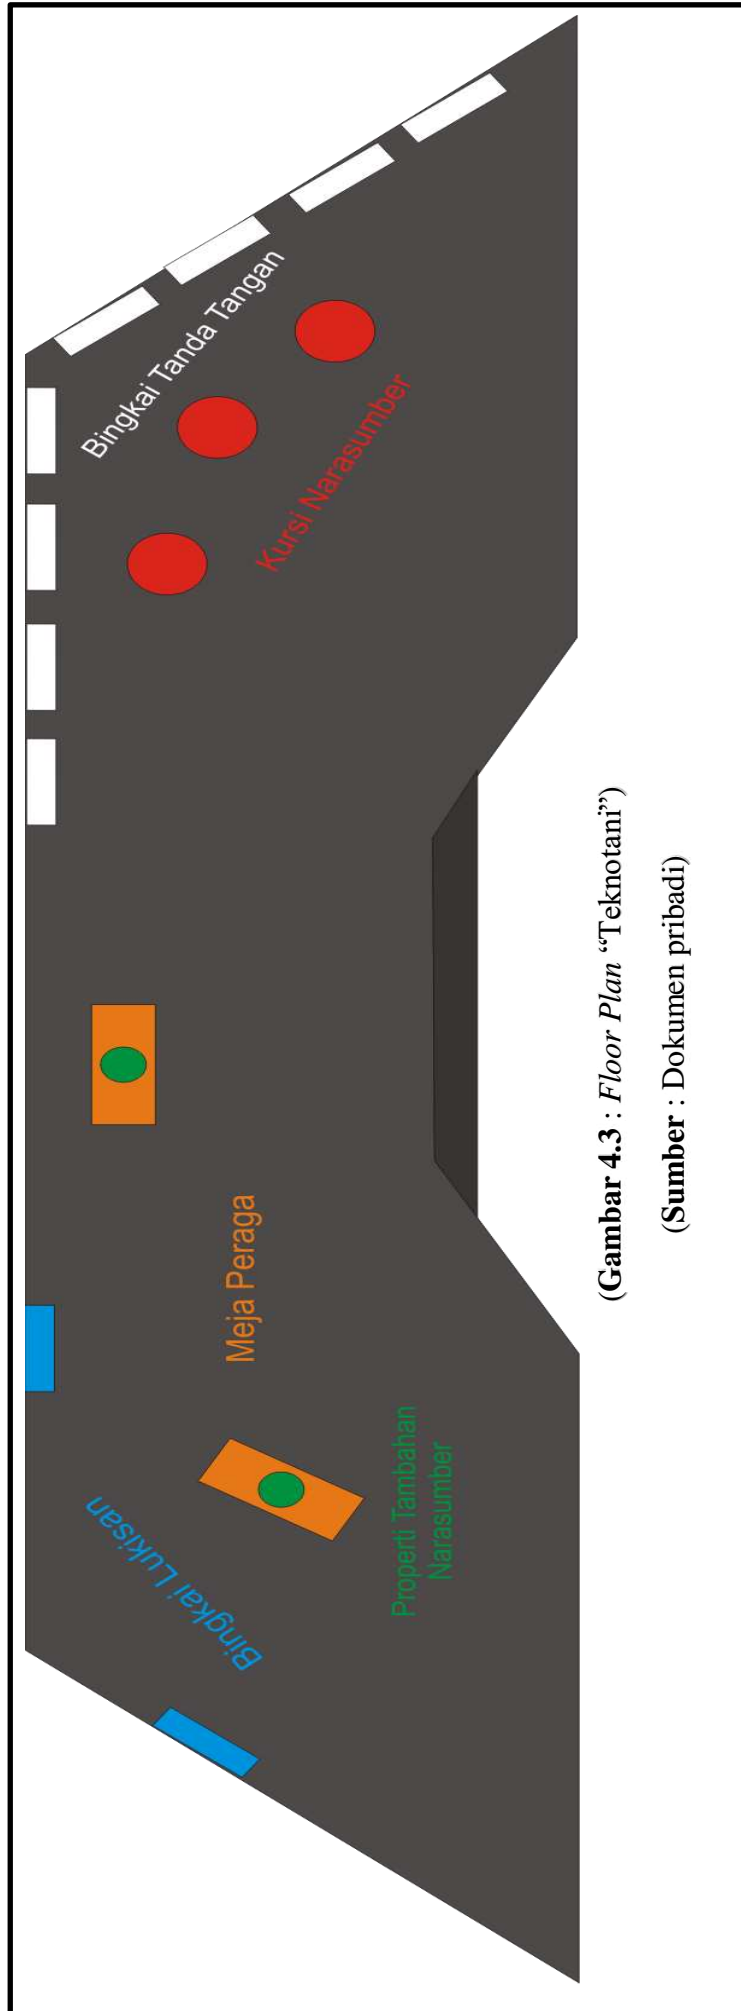 Bingkai Lukisan
Properti Tambahan
Narasumber
Meja Peraga
Kursi Narasumber
Bingkai Tanda Tangan
(Gambar 4.3 : Floor Plan “Teknotani”)
(Sumber : Dokumen pribadi)